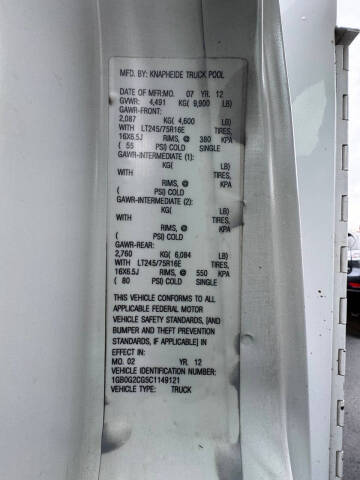 MFD. BY: KNAPHEIDE TRUCK POOL
DATE OF MFR:MO. 07 YR. 12
GVWR: 4,491 KG( 9,900 LB)
GAWR-FRONT:
2,087 KG( 4,600 LB)
WITH LT245/75R16E TIRES,
16X6.5J RIMS, @ 380 KPA
( 55 PSI) COLD SINGLE
GAWR-INTERMEDIATE (1):
KG( LB)
WITH TIRES,
RIMS, @ KPA
( PSI) COLD
GAWR-INTERMEDIATE (2):
KG( LB)
WITH TIRES,
RIMS, @ KPA
( PSI) COLD
GAWR-REAR:
2,760 KG( 6,084 LB)
WITH LT245/75R16E TIRES,
16X6.5J RIMS, @ 550 KPA
( 80 PSI) COLD SINGLE
THIS VEHICLE CONFORMS TO ALL
APPLICABLE FEDERAL MOTOR
VEHICLE SAFETY STANDARDS, [AND
BUMPER AND THEFT PREVENTION
STANDARDS, IF APPLICABLE] IN
EFFECT IN:
MO. 02 YR. 12
VEHICLE IDENTIFICATION NUMBER:
1GB0G2CG5C1149121
VEHICLE TYPE: TRUCK